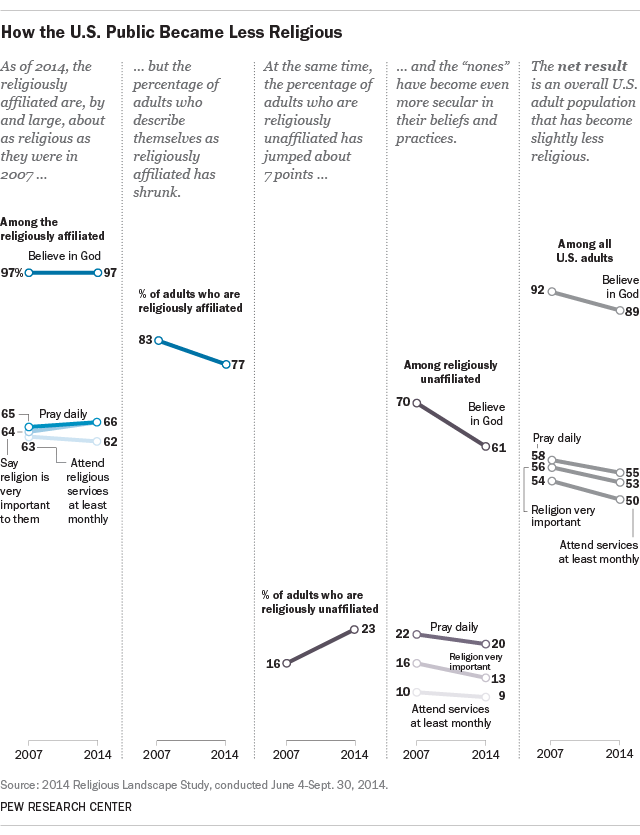 How the U.S. Public Became Less Religious
As of 2014, the
religiously
affiliated are, by
and large, about
as religious as
they were in
2007 ...
... but the
percentage of
adults who
describe
themselves as
religiously
affiliated has
shrunk.
At the same time,
the percentage of
adults who are
religiously
unaffiliated has
jumped about
7 points ...
... and the “nones”
have become even
more secular in
their beliefs and
practices.
The net result
is an overall U.S.
adult population
that has become
slightly less
religious.
Among the
religiously affiliated
Believe in God
97%
97
65
Pray daily
66
64
62
63
Say
religion is
very
important
to them
Attend
religious
services
at least
monthly
2007
2014
% of adults who are
religiously affiliated
83
77
2007
2014
% of adults who are
religiously unaffiliated
16
23
2007
2014
Among religiously
unaffiliated
70
Believe
in God
61
22
Pray daily
20
16
Religion very
important
13
10
9
Attend services
at least monthly
2007
2014
Among all
U.S. adults
92
Believe
in God
89
Pray daily
58
56
54
55
53
50
Religion very
important
Attend services
at least monthly
2007
2014
Source: 2014 Religious Landscape Study, conducted June 4-Sept. 30, 2014.
PEW RESEARCH CENTER